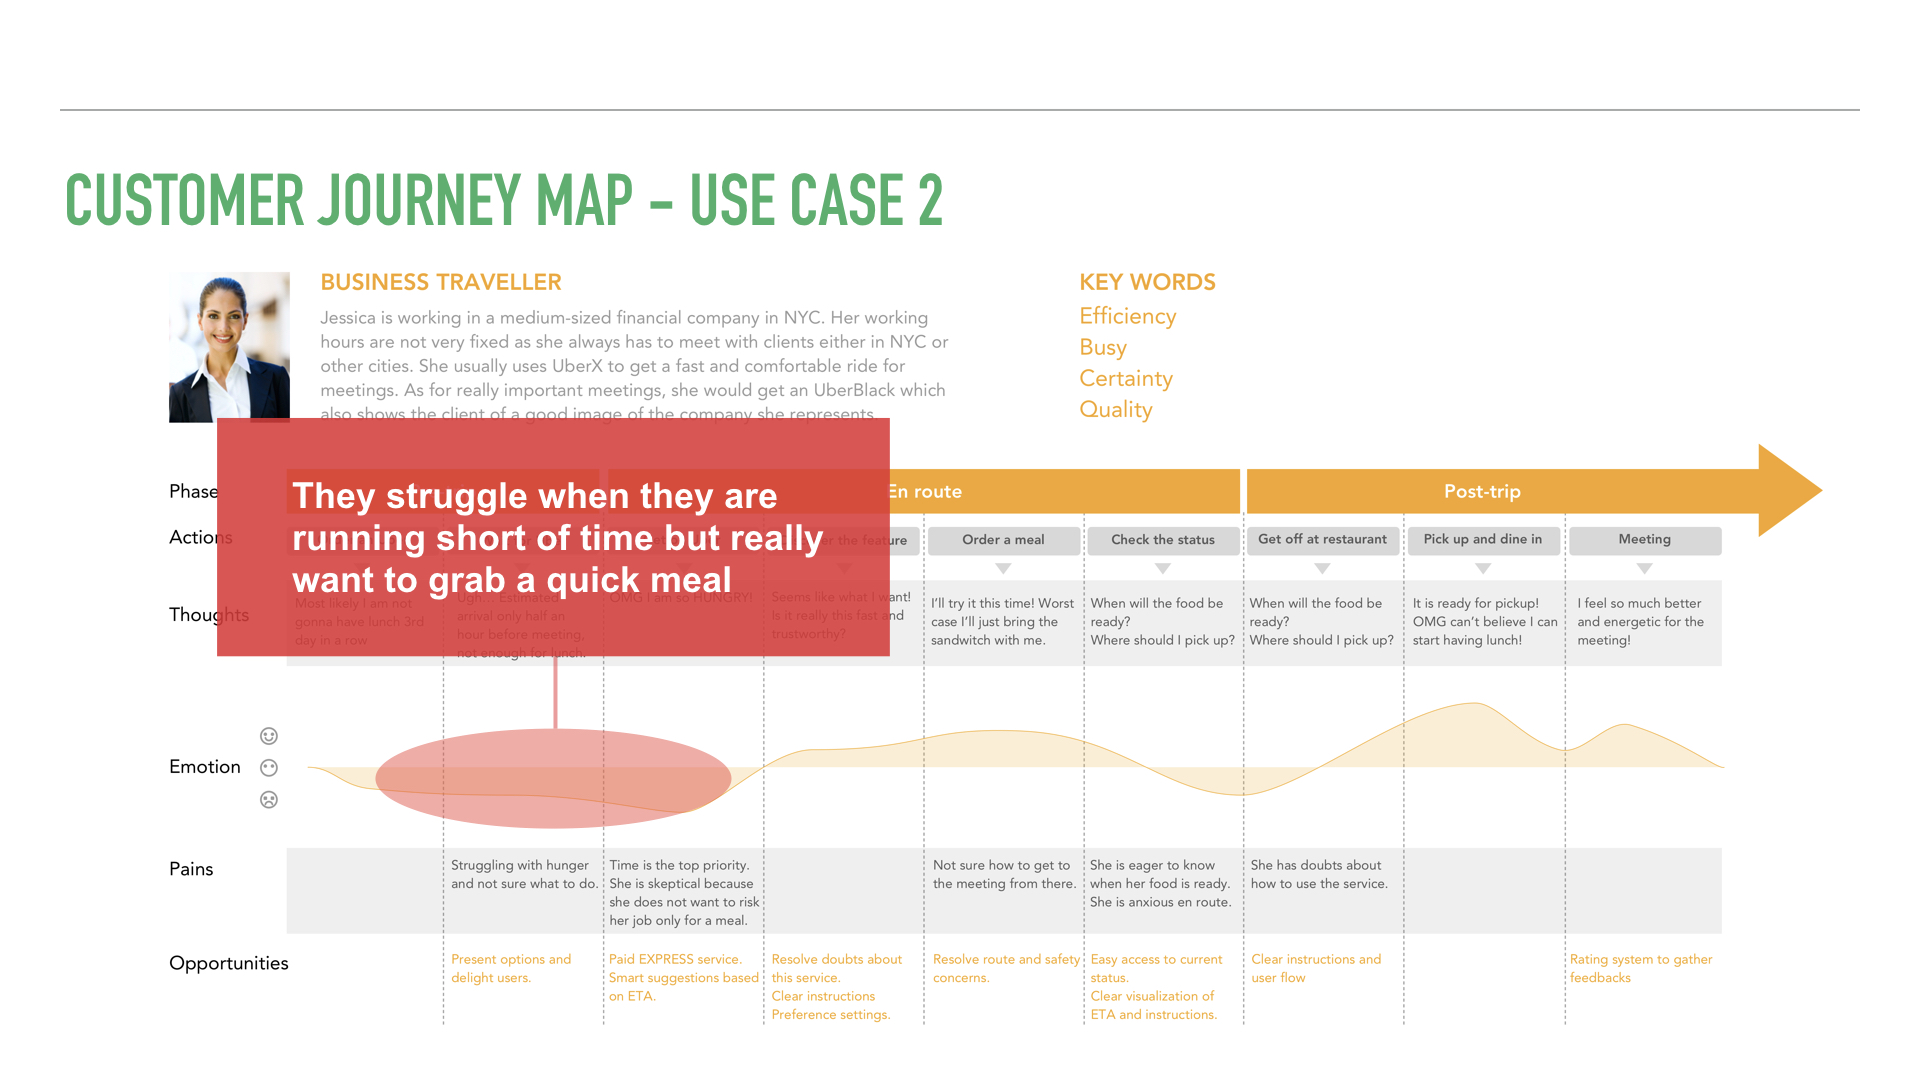 CUSTOMER JOURNEY MAP - USE CASE 2
BUSINESS TRAVELLER
Jessica is working in a medium-sized financial company in NYC. Her working
hours are not very fixed as she always has to meet with clients either in NYC or
other cities. She usually uses UberX to get a fast and comfortable ride for
meetings. As for really important meetings, she would get an UberBlack which
also shows the client of a good image of the company she represents.
KEY WORDS
Efficiency
Busy
Certainty
Quality
They struggle when they are
running short of time but really
want to grab a quick meal
Phase
En route
Post-trip
Actions
the feature
Order a meal
Check the status
Get off at restaurant
Pick up and dine in
Meeting
Thoughts
Most likely I am not
gonna have lunch 3rd
day in a row
Ugh... Estimated
arrival only half an
hour before meeting,
not enough for lunch.
OMG I am so HUNGRY!
Seems like what I want!
Is it really this fast and
trustworthy?
I'll try it this time! Worst
case I'll just bring the
sandwitch with me.
When will the food be
ready?
Where should I pick up?
When will the food be
ready?
Where should I pick up?
It is ready for pickup!
OMG can't believe I can
start having lunch!
I feel so much better
and energetic for the
meeting!
Emotion
Pains
Struggling with hunger
and not sure what to do.
Time is the top priority.
She is skeptical because
she does not want to risk
her job only for a meal.
Not sure how to get to
the meeting from there.
She is eager to know
when her food is ready.
She is anxious en route.
She has doubts about
how to use the service.
Opportunities
Present options and
delight users.
Paid EXPRESS service.
Smart suggestions based
on ETA.
Resolve doubts about
this service.
Clear instructions
Preference settings.
Resolve route and safety
concerns.
Easy access to current
status.
Clear visualization of
ETA and instructions.
Clear instructions and
user flow
Rating system to gather
feedbacks